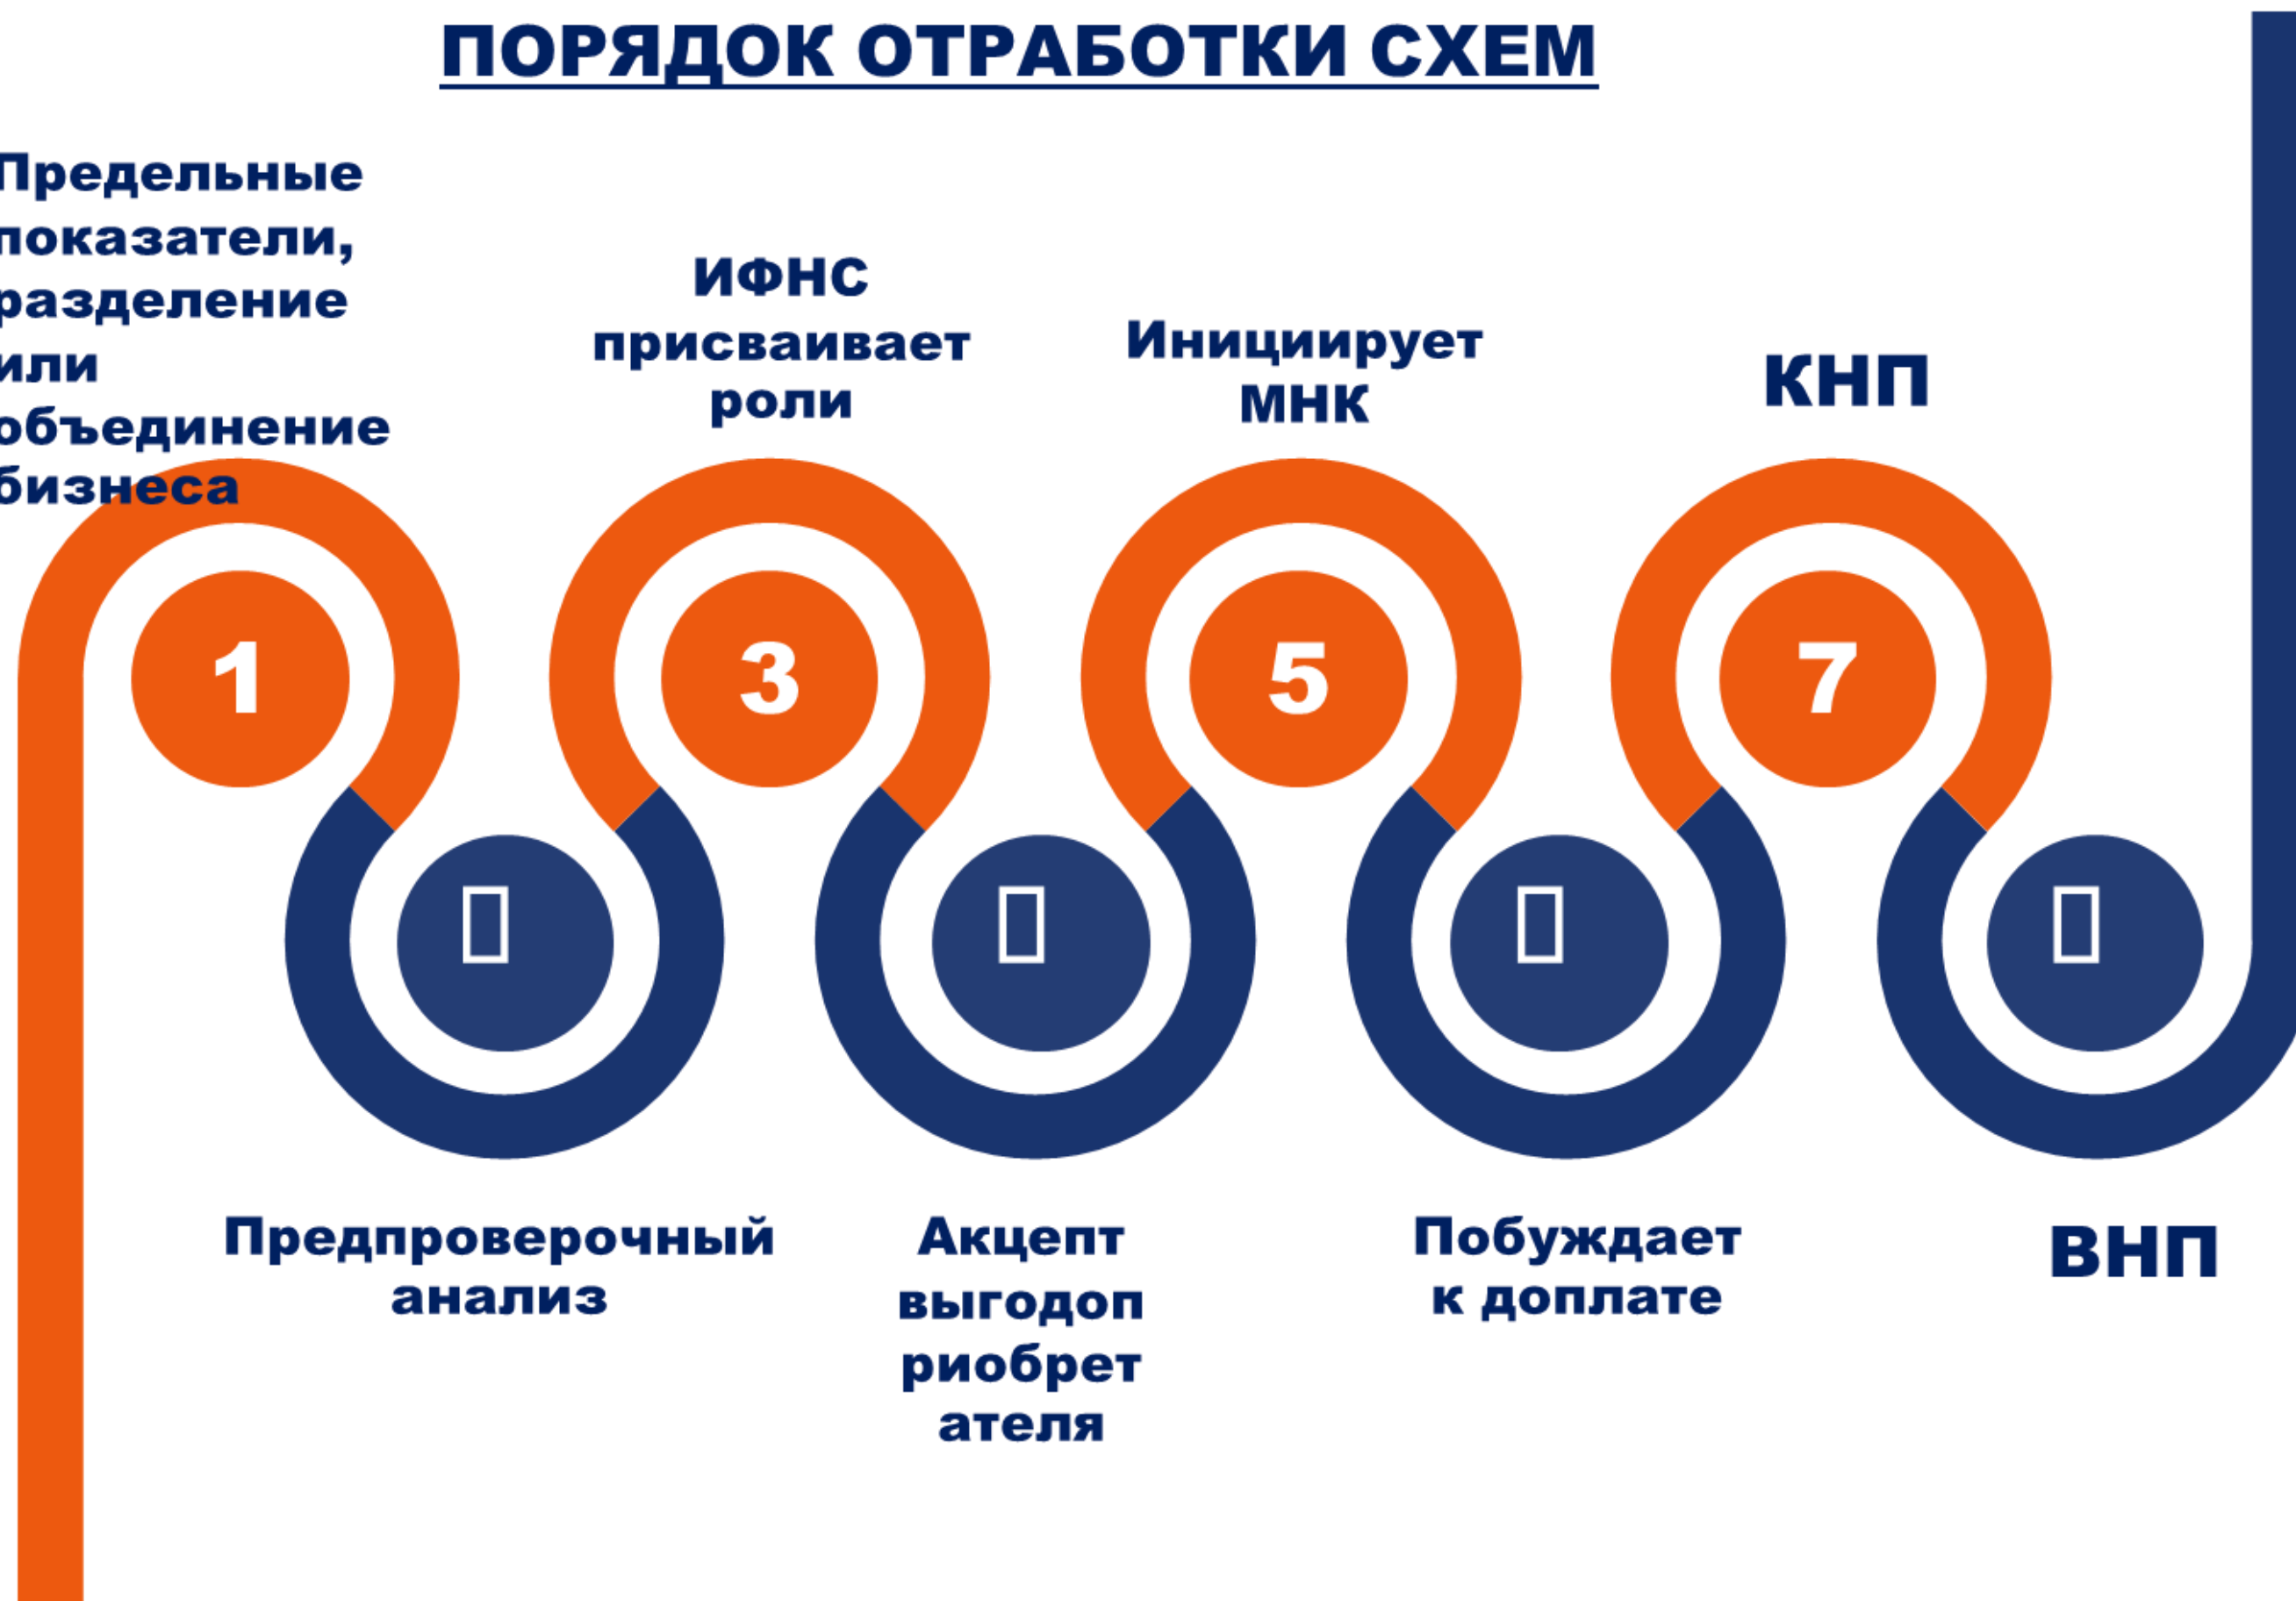 ПОРЯДОК ОТРАБОТКИ СХЕМ
Предельные
показатели,
разделение
или
объединение
бизнеса
ИФНС
присваивает
роли
Инициирует
МНК
КНП
1
3
5
7
Предпроверочный
анализ
Акцепт
выгодоп
риобрет
ателя
Побуждает
к доплате
ВНП